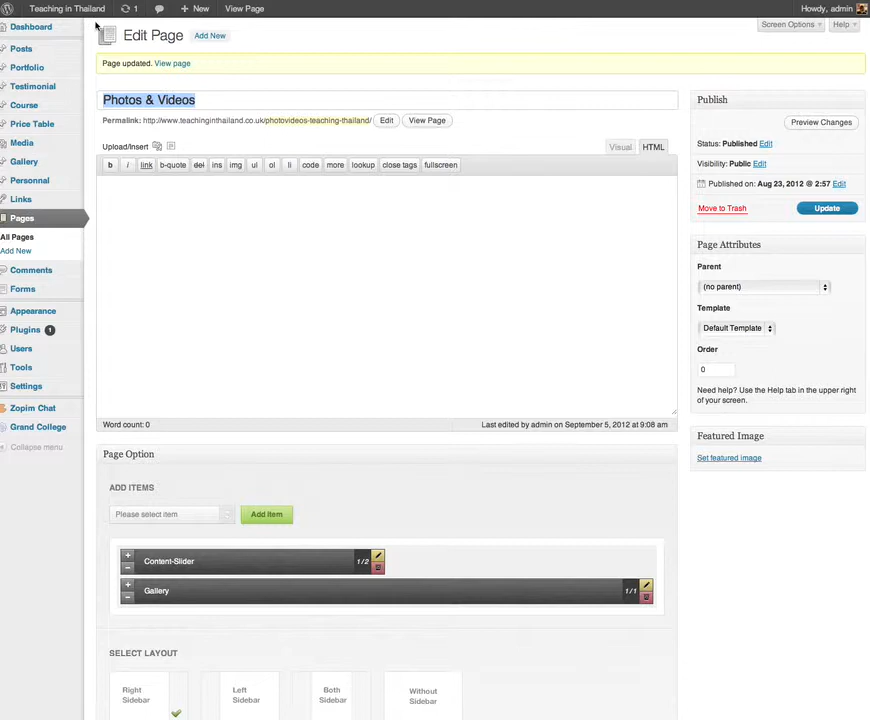 Teaching in Thailand 1 + New View Page Howdy, admin
Screen Options Help
Dashboard
Posts
Portfolio
Testimonial
Course
Price Table
Media
Gallery
Personnal
Links
Pages
All Pages
Add New
Comments
Forms
Appearance
Plugins 1
Users
Tools
Settings
Zopim Chat
Grand College
Collapse menu
Edit Page Add New
Page updated. View page
Photos & Videos
Permalink: http://www.teachinginthailand.co.uk/photovideos-teaching-thailand/ Edit View Page
Upload/Insert Visual HTML
b i link b-quote del ins img ul ol li code more lookup close tags fullscreen
Word count: 0 Last edited by admin on September 5, 2012 at 9:08 am
Page Option
ADD ITEMS
Please select item Add Item
+ Content-Slider 1/2
−
+ Gallery 1/1
−
SELECT LAYOUT
Right Sidebar
Left Sidebar
Both Sidebar
Without Sidebar
Publish
Preview Changes
Status: Published Edit
Visibility: Public Edit
Published on: Aug 23, 2012 @ 2:57 Edit
Move to Trash Update
Page Attributes
Parent
(no parent)
Template
Default Template
Order
0
Need help? Use the Help tab in the upper right
of your screen.
Featured Image
Set featured image